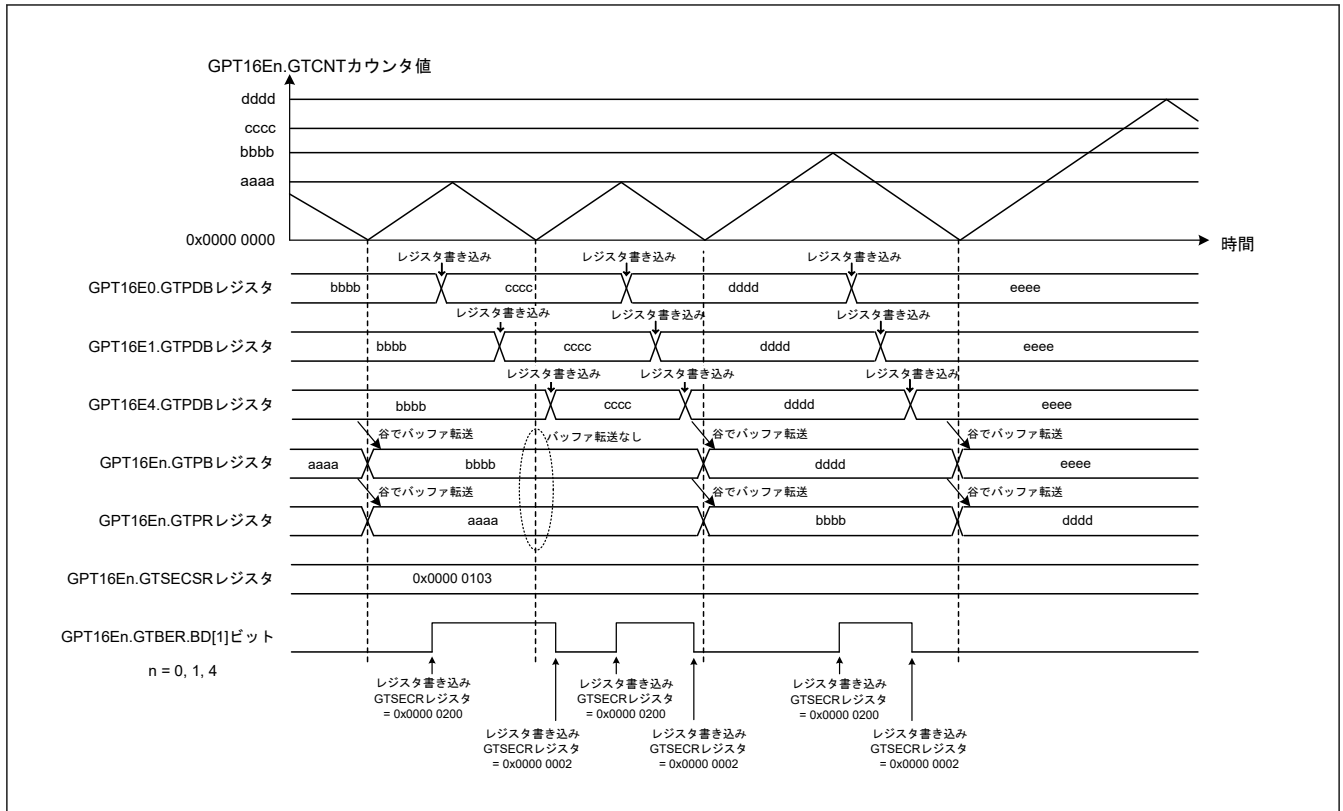 GPT16En.GTCNTカウンタ値
dddd
cccc
bbbb
aaaa
0x0000 0000
時間
レジスタ書き込み レジスタ書き込み レジスタ書き込み
GPT16E0.GTPDBレジスタ bbbb cccc dddd eeee
レジスタ書き込み レジスタ書き込み レジスタ書き込み
GPT16E1.GTPDBレジスタ bbbb cccc dddd eeee
レジスタ書き込み レジスタ書き込み レジスタ書き込み
GPT16E4.GTPDBレジスタ bbbb cccc dddd eeee
谷でバッファ転送 バッファ転送なし 谷でバッファ転送 谷でバッファ転送
GPT16En.GTPBレジスタ aaaa bbbb dddd eeee
谷でバッファ転送 谷でバッファ転送 谷でバッファ転送
GPT16En.GTPRレジスタ aaaa bbbb dddd
GPT16En.GTSECSRレジスタ 0x0000 0103
GPT16En.GTBER.BD[1]ビット
n = 0, 1, 4
レジスタ書き込み レジスタ書き込み レジスタ書き込み
GTSECRレジスタ GTSECRレジスタ GTSECRレジスタ
= 0x0000 0200 = 0x0000 0200 = 0x0000 0200
レジスタ書き込み レジスタ書き込み レジスタ書き込み
GTSECRレジスタ GTSECRレジスタ GTSECRレジスタ
= 0x0000 0002 = 0x0000 0002 = 0x0000 0002